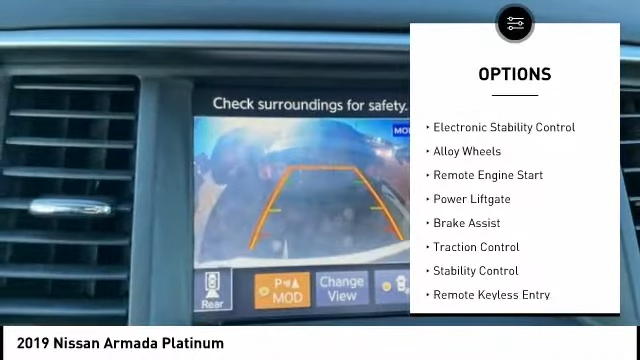 Check surroundings for safety.
MO
Rear
P
MOD
Change
View
OPTIONS
‣ Electronic Stability Control
‣ Alloy Wheels
‣ Remote Engine Start
‣ Power Liftgate
‣ Brake Assist
‣ Traction Control
‣ Stability Control
‣ Remote Keyless Entry
2019 Nissan Armada Platinum